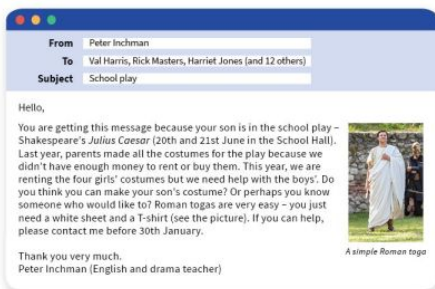 From Peter Inchman
To Val Harris, Rick Masters, Harriet Jones (and 12 others)
Subject School play
Hello,
You are getting this message because your son is in the school play –
Shakespeare's Julius Caesar (20th and 21st June in the School Hall).
Last year, parents made all the costumes for the play because we
didn't have enough money to rent or buy them. This year, we are
renting the four girls' costumes but we need help with the boys'. Do
you think you can make your son's costume? Or perhaps you know
someone who would like to? Roman togas are very easy – you just
need a white sheet and a T-shirt (see the picture). If you can help,
please contact me before 30th January.
A simple Roman toga
Thank you very much.
Peter Inchman (English and drama teacher)